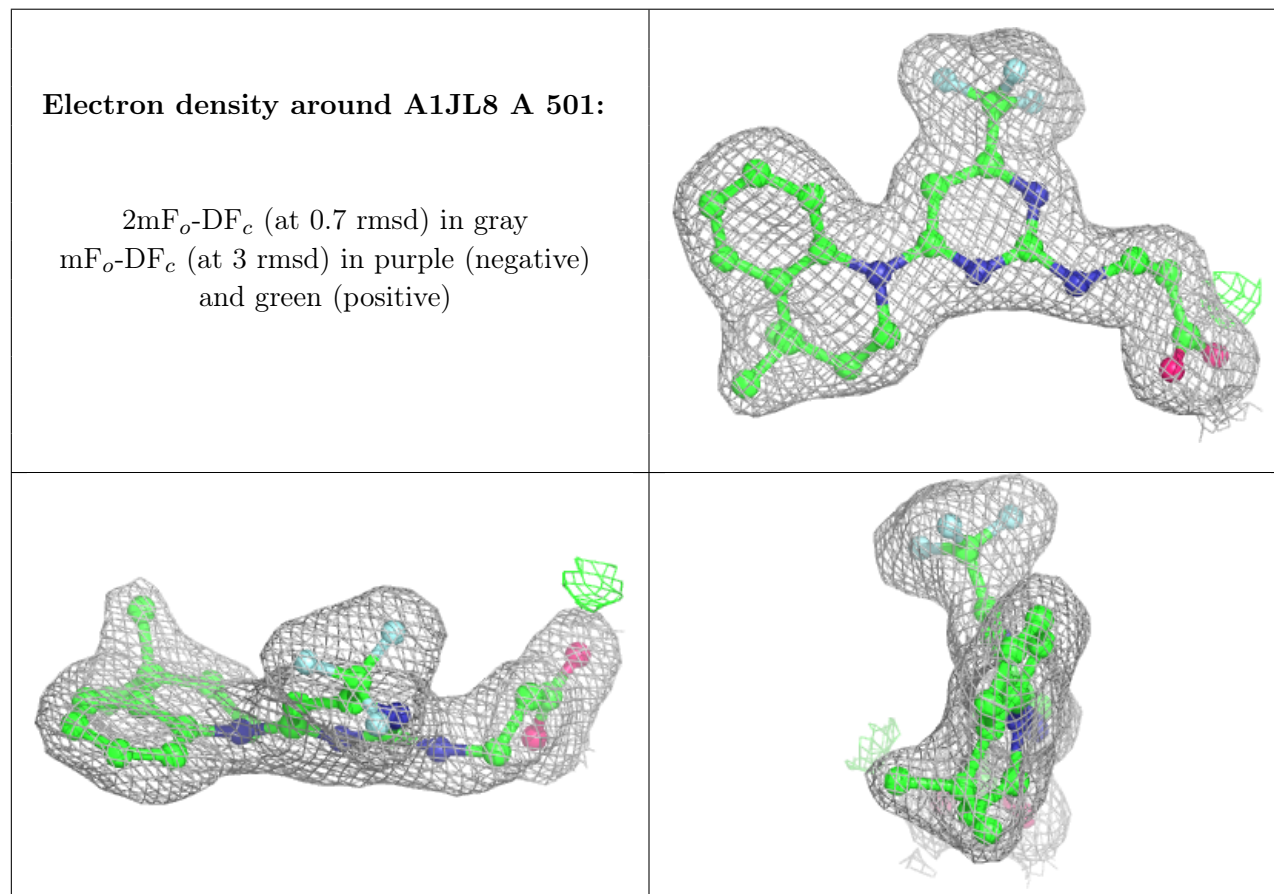 Electron density around A1JL8 A 501:
2mFₒ-DF𝒸 (at 0.7 rmsd) in gray
mFₒ-DF𝒸 (at 3 rmsd) in purple (negative)
and green (positive)